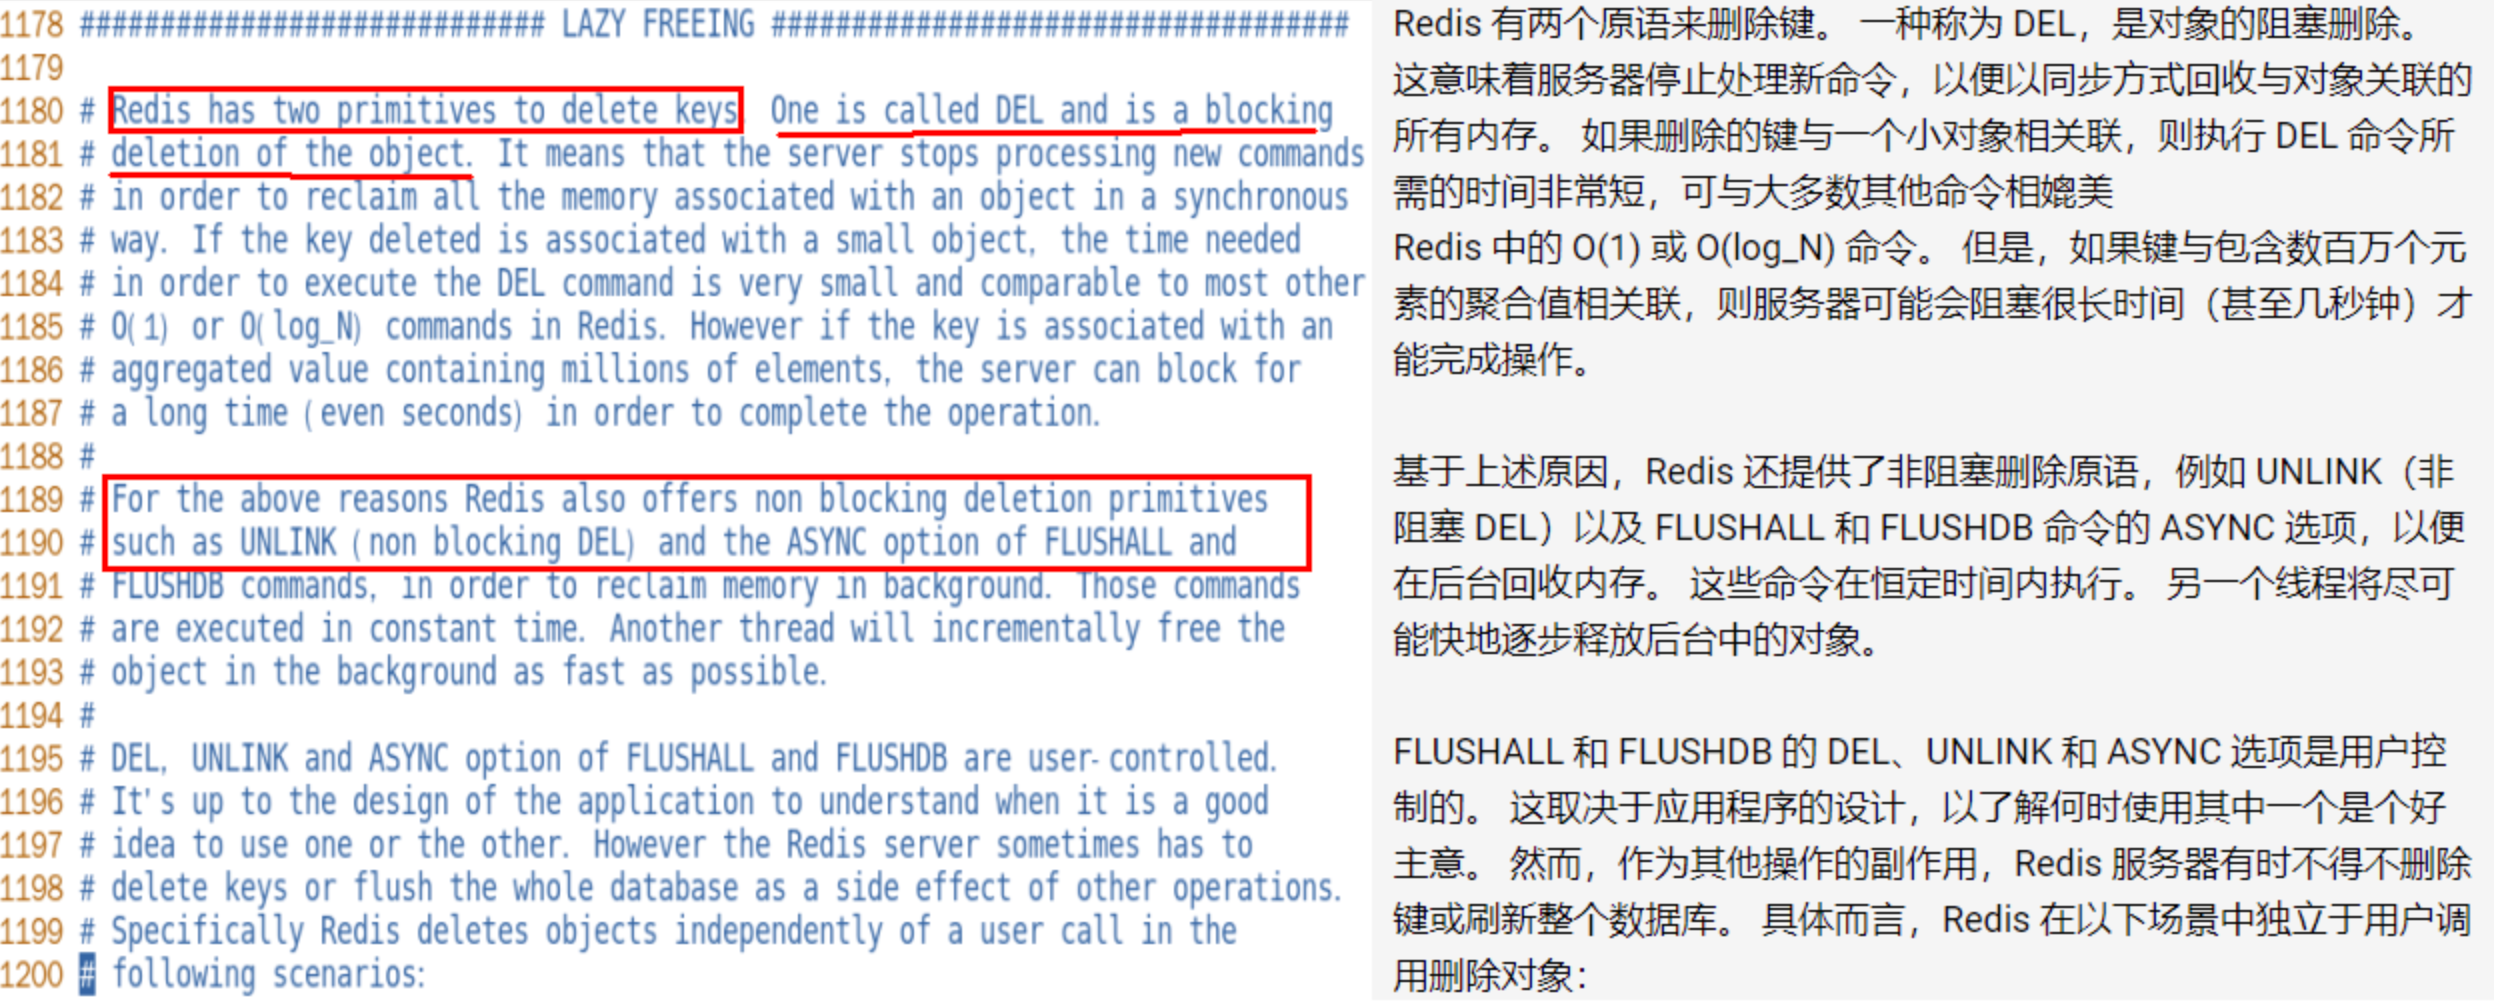 1178 ############################# LAZY FREEING ####################################
1179
1180 # Redis has two primitives to delete keys. One is called DEL and is a blocking
1181 # deletion of the object. It means that the server stops processing new commands
1182 # in order to reclaim all the memory associated with an object in a synchronous
1183 # way. If the key deleted is associated with a small object, the time needed
1184 # in order to execute the DEL command is very small and comparable to most other
1185 # O(1) or O(log_N) commands in Redis. However if the key is associated with an
1186 # aggregated value containing millions of elements, the server can block for
1187 # a long time (even seconds) in order to complete the operation.
1188 #
1189 # For the above reasons Redis also offers non blocking deletion primitives
1190 # such as UNLINK (non blocking DEL) and the ASYNC option of FLUSHALL and
1191 # FLUSHDB commands, in order to reclaim memory in background. Those commands
1192 # are executed in constant time. Another thread will incrementally free the
1193 # object in the background as fast as possible.
1194 #
1195 # DEL, UNLINK and ASYNC option of FLUSHALL and FLUSHDB are user-controlled.
1196 # It's up to the design of the application to understand when it is a good
1197 # idea to use one or the other. However the Redis server sometimes has to
1198 # delete keys or flush the whole database as a side effect of other operations.
1199 # Specifically Redis deletes objects independently of a user call in the
1200 # following scenarios:
Redis 有两个原语来删除键。 一种称为 DEL，是对象的阻塞删除。
这意味着服务器停止处理新命令，以便以同步方式回收与对象关联的
所有内存。 如果删除的键与一个小对象相关联，则执行 DEL 命令所
需的时间非常短，可与大多数其他命令相媲美
Redis 中的 O(1) 或 O(log_N) 命令。 但是，如果键与包含数百万个元
素的聚合值相关联，则服务器可能会阻塞很长时间（甚至几秒钟）才
能完成操作。
基于上述原因，Redis 还提供了非阻塞删除原语，例如 UNLINK（非
阻塞 DEL）以及 FLUSHALL 和 FLUSHDB 命令的 ASYNC 选项，以便
在后台回收内存。 这些命令在恒定时间内执行。 另一个线程将尽可
能快地逐步释放后台中的对象。
FLUSHALL 和 FLUSHDB 的 DEL、UNLINK 和 ASYNC 选项是用户控
制的。 这取决于应用程序的设计，以了解何时使用其中一个是个好
主意。 然而，作为其他操作的副作用，Redis 服务器有时不得不删除
键或刷新整个数据库。 具体而言，Redis 在以下场景中独立于用户调
用删除对象：